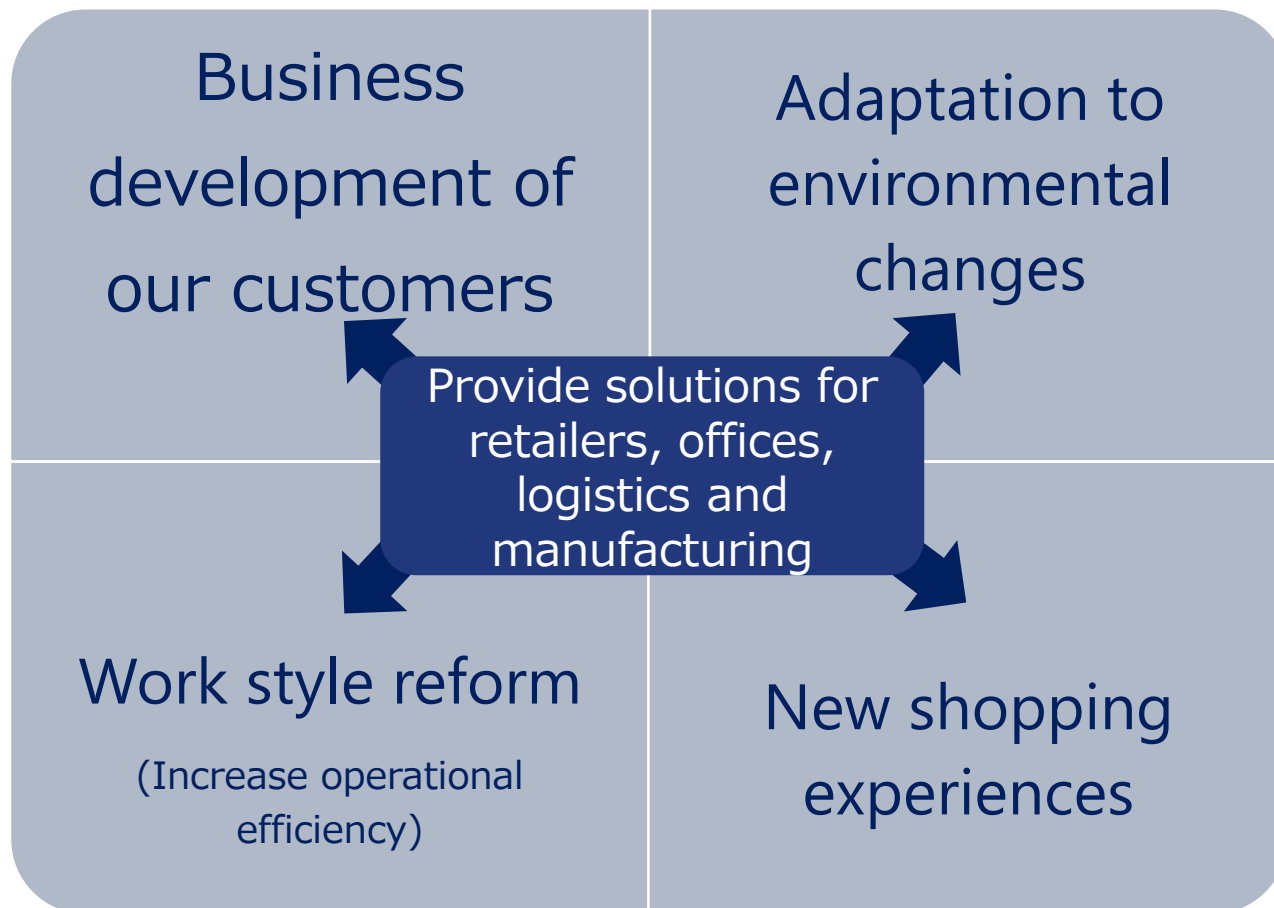 Business
development of
our customers
Adaptation to
environmental
changes
Provide solutions for
retailers, offices,
logistics and
manufacturing
Work style reform
(Increase operational
efficiency)
New shopping
experiences